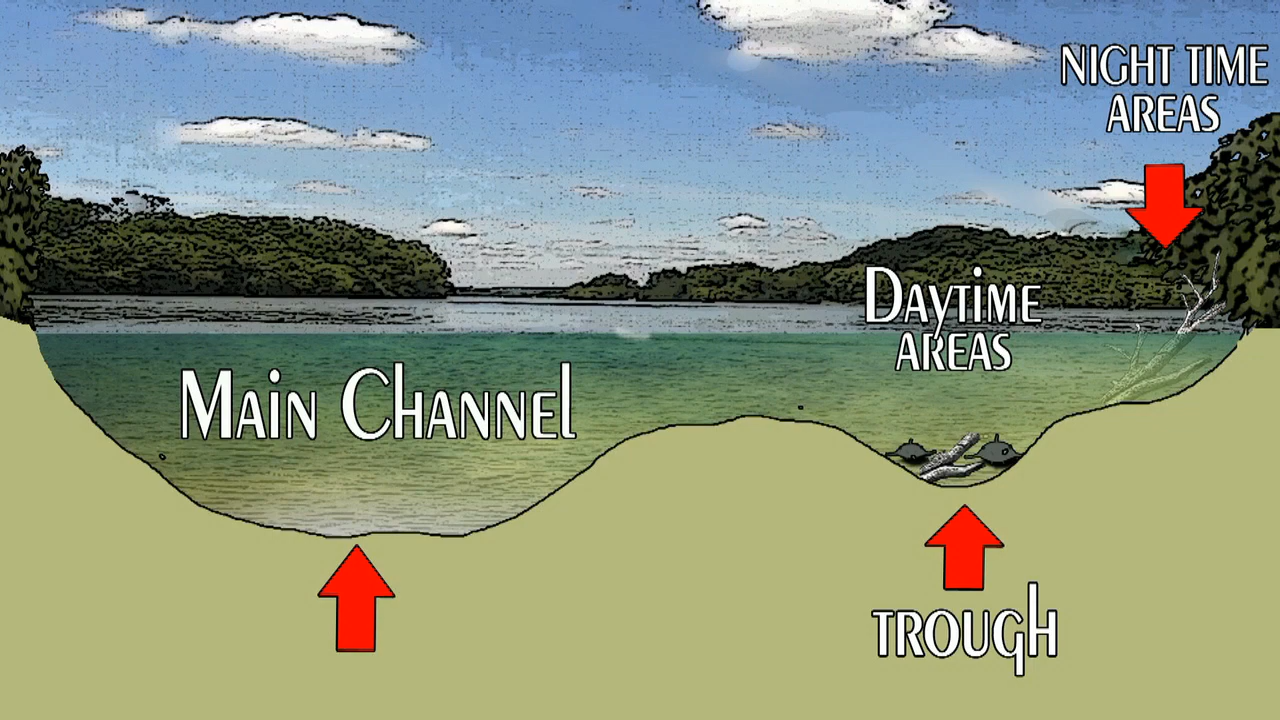 NIGHT TIME
AREAS
DAYTIME
AREAS
MAIN CHANNEL
TROUGH